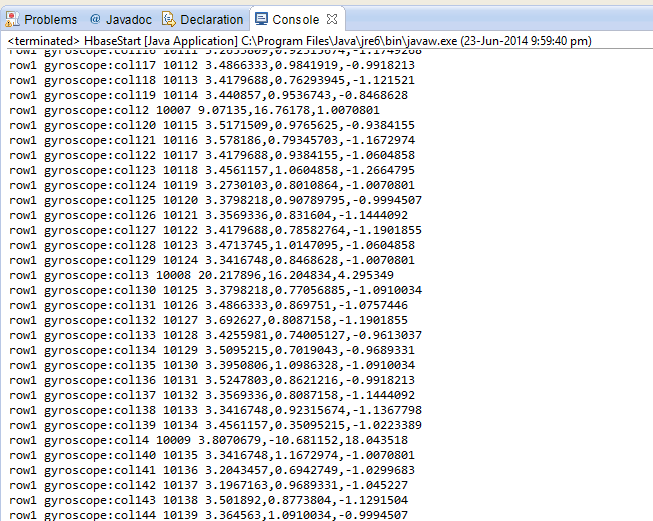 Problems @ Javadoc Declaration Console
<terminated> HbaseStart [Java Application] C:\Program Files\Java\jre6\bin\javaw.exe (23-Jun-2014 9:59:40 pm)
row1 gyroscope:col117 10112 3.4866333,0.9841919,-0.9918213
row1 gyroscope:col118 10113 3.4179688,0.76293945,-1.121521
row1 gyroscope:col119 10114 3.440857,0.9536743,-0.8468628
row1 gyroscope:col12 10007 9.07135,16.76178,1.0070801
row1 gyroscope:col120 10115 3.5171509,0.9765625,-0.9384155
row1 gyroscope:col121 10116 3.578186,0.79345703,-1.1672974
row1 gyroscope:col122 10117 3.4179688,0.9384155,-1.0604858
row1 gyroscope:col123 10118 3.4561157,1.0604858,-1.2664795
row1 gyroscope:col124 10119 3.2730103,0.8010864,-1.0070801
row1 gyroscope:col125 10120 3.3798218,0.90789795,-0.9994507
row1 gyroscope:col126 10121 3.3569336,0.831604,-1.1444092
row1 gyroscope:col127 10122 3.4179688,0.78582764,-1.1901855
row1 gyroscope:col128 10123 3.4713745,1.0147095,-1.0604858
row1 gyroscope:col129 10124 3.3416748,0.8468628,-1.0070801
row1 gyroscope:col13 10008 20.217896,16.204834,4.295349
row1 gyroscope:col130 10125 3.3798218,0.77056885,-1.0910034
row1 gyroscope:col131 10126 3.4866333,0.869751,-1.0757446
row1 gyroscope:col132 10127 3.692627,0.8087158,-1.1901855
row1 gyroscope:col133 10128 3.4255981,0.74005127,-0.9613037
row1 gyroscope:col134 10129 3.5095215,0.7019043,-0.9689331
row1 gyroscope:col135 10130 3.3950806,1.0986328,-1.0910034
row1 gyroscope:col136 10131 3.5247803,0.8621216,-0.9918213
row1 gyroscope:col137 10132 3.3569336,0.8087158,-1.1444092
row1 gyroscope:col138 10133 3.3416748,0.92315674,-1.1367798
row1 gyroscope:col139 10134 3.4561157,0.35095215,-1.0223389
row1 gyroscope:col14 10009 3.8070679,-10.681152,18.043518
row1 gyroscope:col140 10135 3.3416748,1.1672974,-1.0070801
row1 gyroscope:col141 10136 3.2043457,0.6942749,-1.0299683
row1 gyroscope:col142 10137 3.1967163,0.9689331,-1.045227
row1 gyroscope:col143 10138 3.501892,0.8773804,-1.1291504
row1 gyroscope:col144 10139 3.364563,1.0910034,-0.9994507